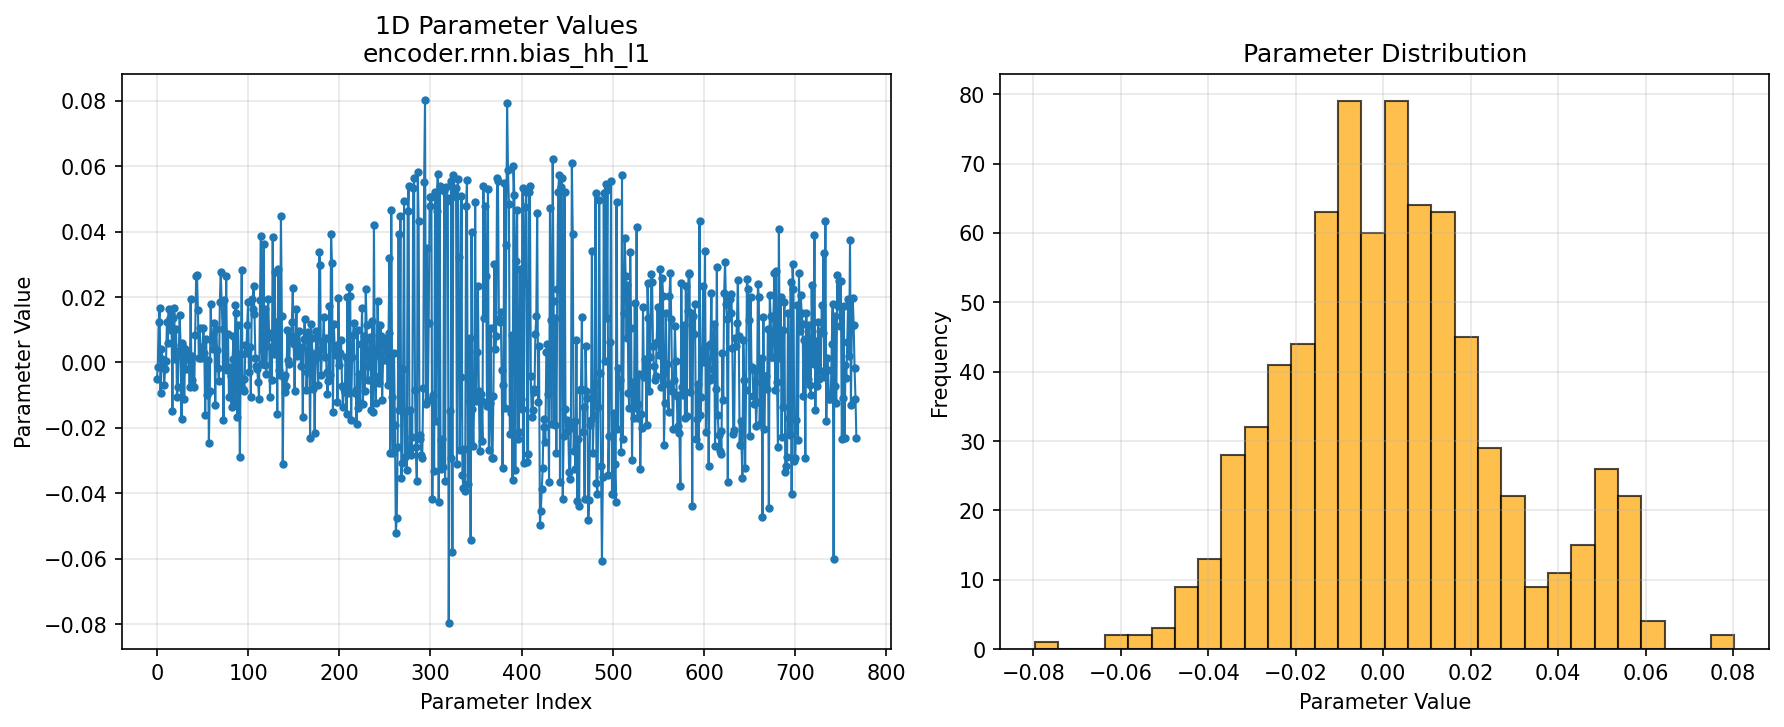 1D Parameter Values
encoder.rnn.bias_hh_l1
Parameter Value
0.08
0.06
0.04
0.02
0.00
−0.02
−0.04
−0.06
−0.08
0 100 200 300 400 500 600 700 800
Parameter Index
Parameter Distribution
Frequency
80
70
60
50
40
30
20
10
0
−0.08 −0.06 −0.04 −0.02 0.00 0.02 0.04 0.06 0.08
Parameter Value